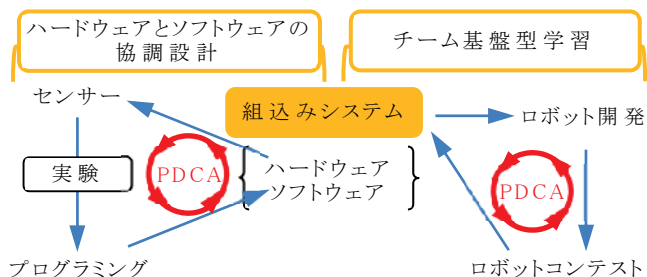 ハードウェアとソフトウェアの
協調設計
チーム基盤型学習
センサー
組込みシステム
ロボット開発
実験
PDCA
ハードウェア
ソフトウェア
PDCA
プログラミング
ロボットコンテスト